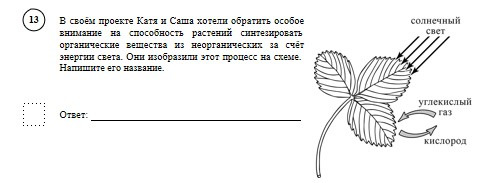 13
В своём проекте Катя и Саша хотели обратить особое
внимание на способность растений синтезировать
органические вещества из неорганических за счёт
энергии света. Они изобразили этот процесс на схеме.
Напишите его название.
Ответ:
солнечный
свет
углекислый
газ
кислород